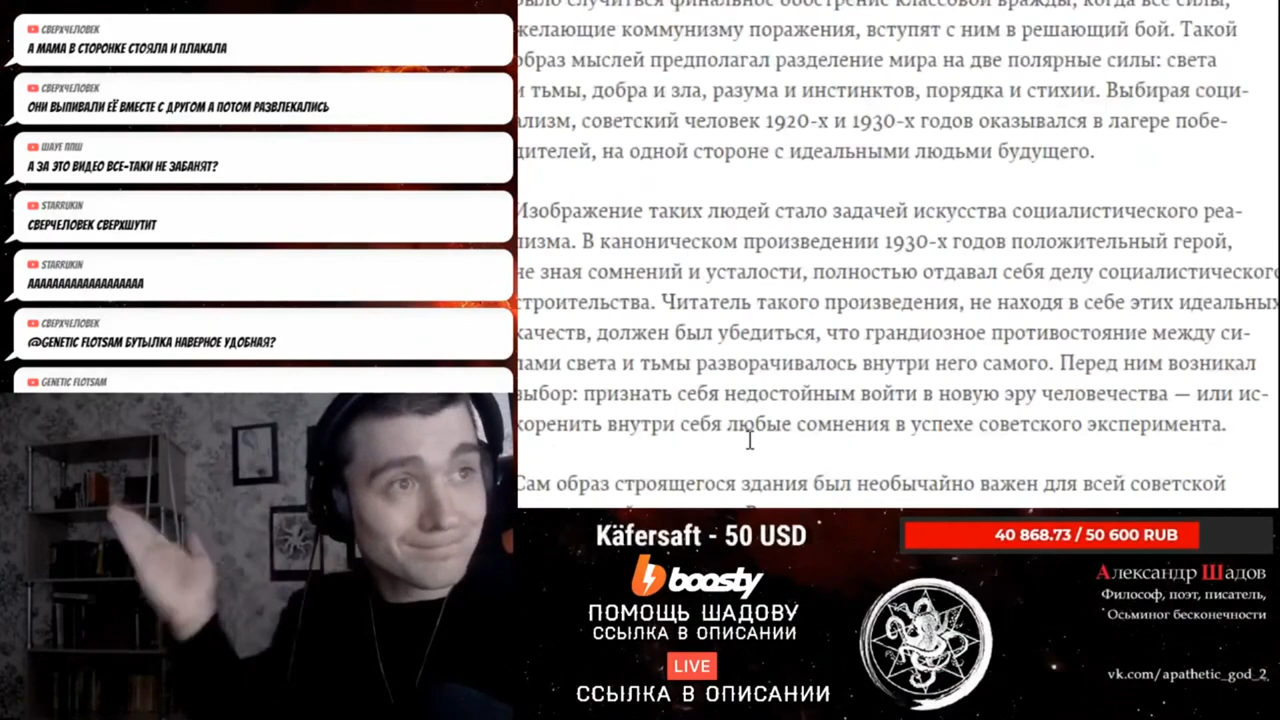 СВЕРХЧЕЛОВЕК
А МАМА В СТОРОНКЕ СТОЯЛА И ПЛАКАЛА
СВЕРХЧЕЛОВЕК
ОНИ ВЫПИВАЛИ ЕЁ ВМЕСТЕ С ДРУГОМ А ПОТОМ РАЗВЛЕКАЛИСЬ
ШАУЕ ППШ
А ЗА ЭТО ВИДЕО ВСЕ-ТАКИ НЕ ЗАБАНЯТ?
STARRUKIN
СВЕРЧЕЛОВЕК СВЕРХШУТИТ
STARRUKIN
АААААААААААААААААА
СВЕРХЧЕЛОВЕК
@GENETIC FLOTSAM БУТЫЛКА НАВЕРНОЕ УДОБНАЯ?
GENETIC FLOTSAM
было случиться финальное обострение классовой вражды, когда все силы,
желающие коммунизму поражения, вступят с ним в решающий бой. Такой
образ мыслей предполагал разделение мира на две полярные силы: света
и тьмы, добра и зла, разума и инстинктов, порядка и стихии. Выбирая соци-
ализм, советский человек 1920-х и 1930-х годов оказывался в лагере побе-
дителей, на одной стороне с идеальными людьми будущего.
Изображение таких людей стало задачей искусства социалистического реа-
лизма. В каноническом произведении 1930-х годов положительный герой,
не зная сомнений и усталости, полностью отдавал себя делу социалистического
строительства. Читатель такого произведения, не находя в себе этих идеальных
качеств, должен был убедиться, что грандиозное противостояние между си-
лами света и тьмы разворачивалось внутри него самого. Перед ним возникал
выбор: признать себя недостойным войти в новую эру человечества — или ис-
коренить внутри себя любые сомнения в успехе советского эксперимента.
Сам образ строящегося здания был необычайно важен для всей советской
Käfersaft - 50 USD
boosty
ПОМОЩЬ ШАДОВУ
ССЫЛКА В ОПИСАНИИ
LIVE
ССЫЛКА В ОПИСАНИИ
40 868.73 / 50 600 RUB
Александр Шадов
Философ, поэт, писатель,
Осьминог бесконечности
vk.com/apathetic_god_2